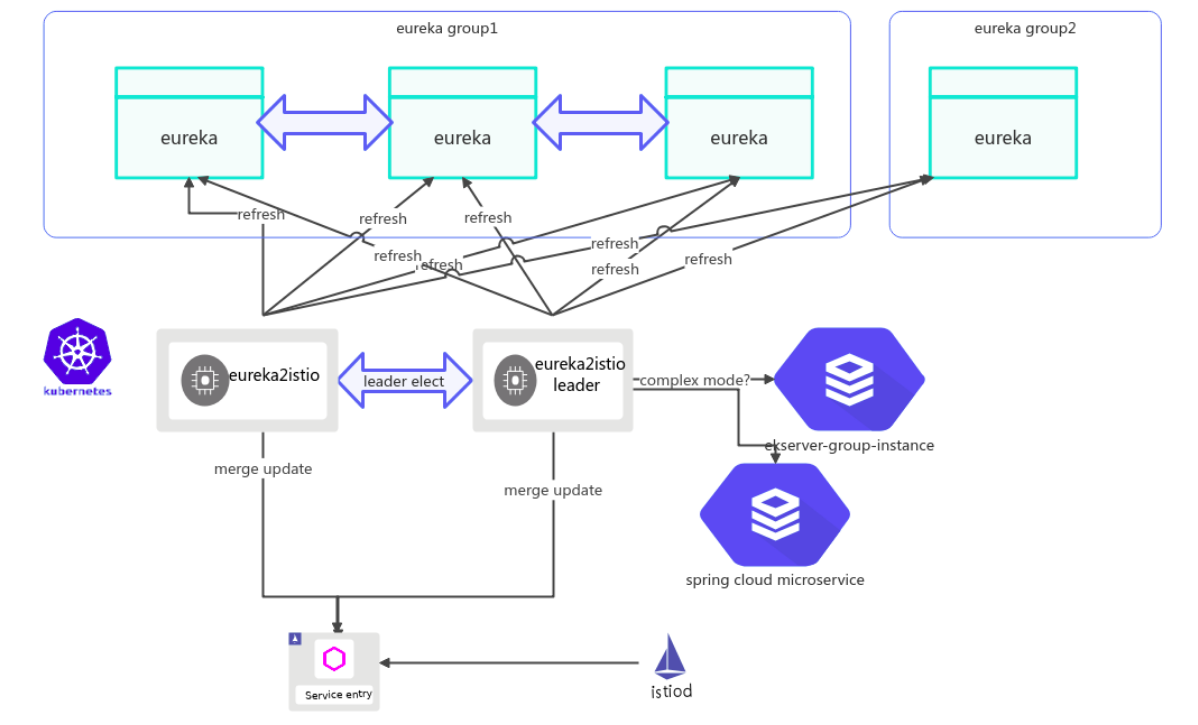 eureka group1
eureka group2
eureka
eureka
eureka
eureka
refresh
refresh
refresh
refresh
refresh
refresh
refresh
refresh
kubernetes
eureka2istio
leader elect
eureka2istio
leader
complex mode?
ekserver-group-instance
merge update
merge update
spring cloud microservice
Service entry
istiod